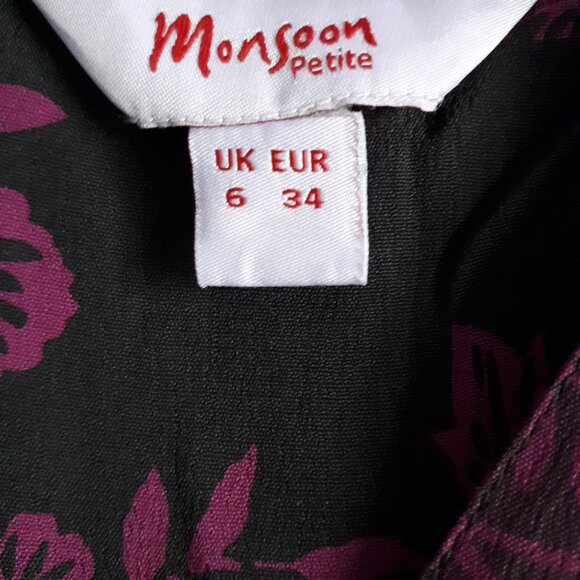 Monsoon
Petite
UK EUR
6 34